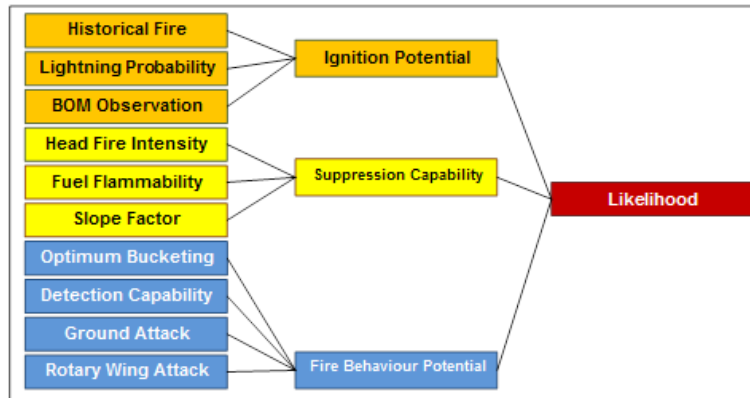 Historical Fire
Lightning Probability
BOM Observation
Head Fire Intensity
Fuel Flammability
Slope Factor
Optimum Bucketing
Detection Capability
Ground Attack
Rotary Wing Attack
Ignition Potential
Suppression Capability
Fire Behaviour Potential
Likelihood